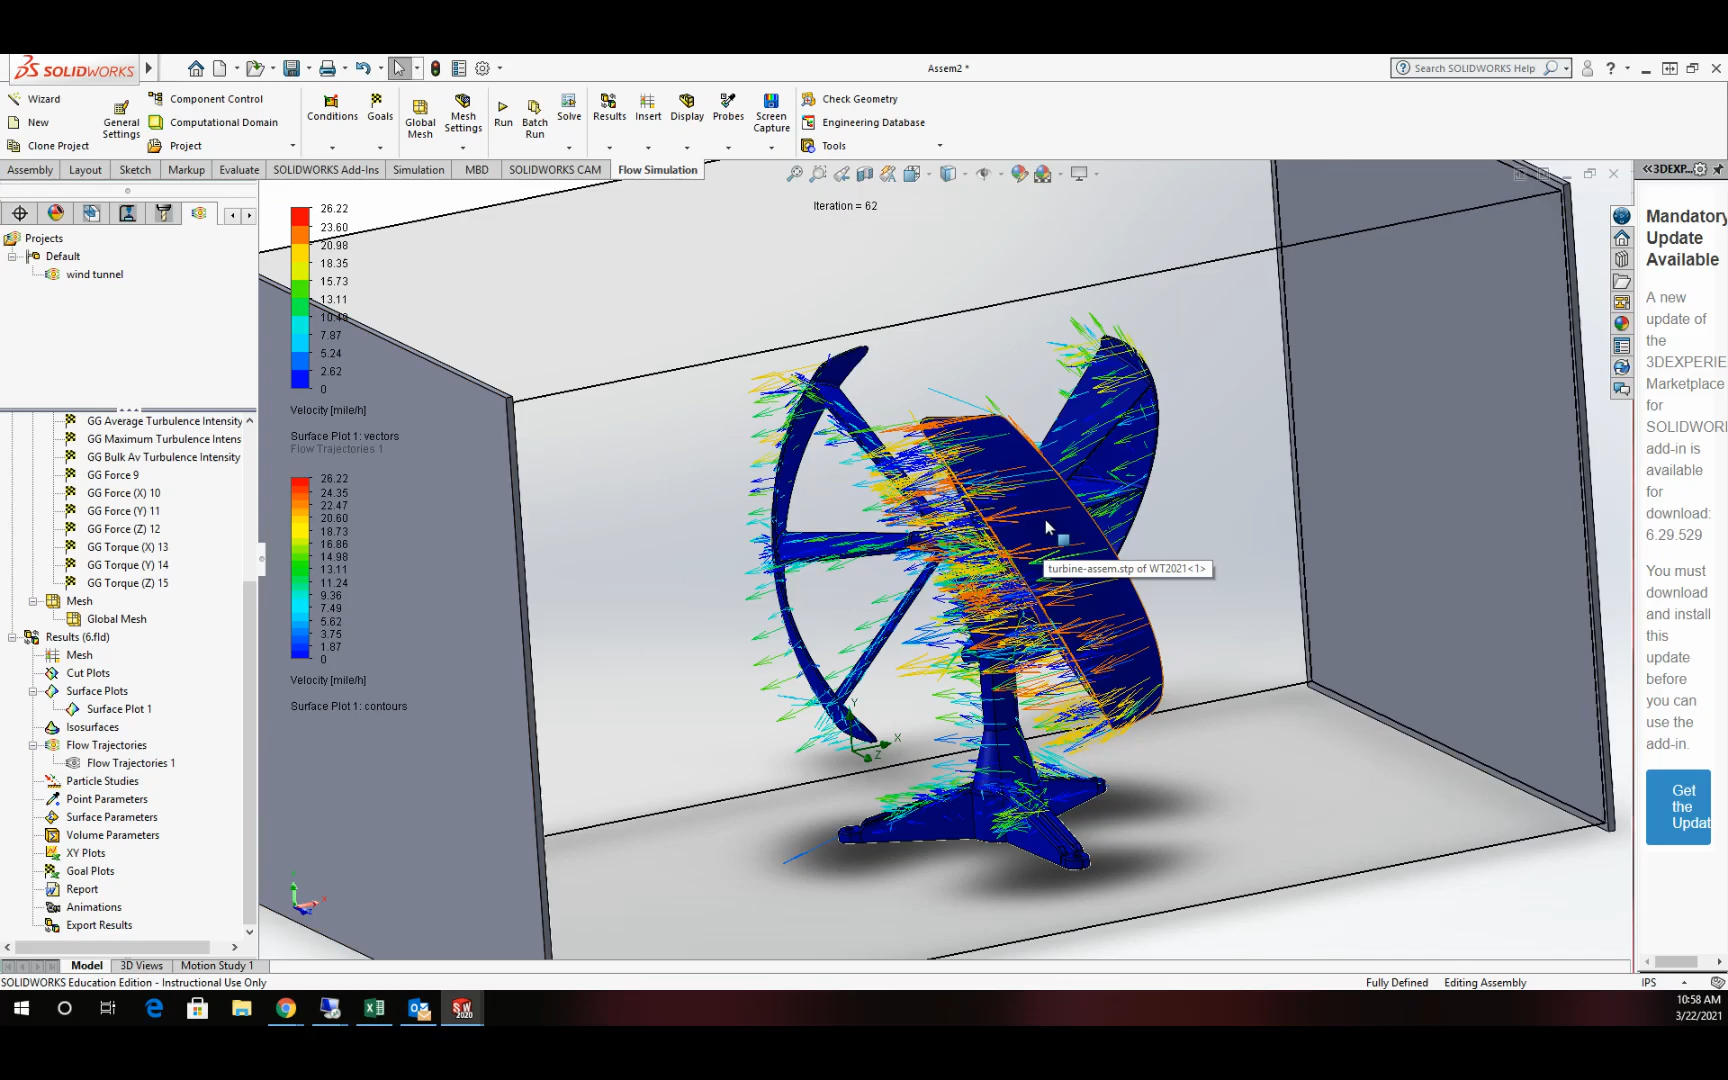 SOLIDWORKS
Assem2 *
Search SOLIDWORKS Help
Wizard
New
Clone Project
General
Settings
Component Control
Computational Domain
Project
Conditions
Goals
Global
Mesh
Mesh
Settings
Run
Batch
Run
Solve
Results
Insert
Display
Probes
Screen
Capture
Check Geometry
Engineering Database
Tools
Assembly
Layout
Sketch
Markup
Evaluate
SOLIDWORKS Add-Ins
Simulation
MBD
SOLIDWORKS CAM
Flow Simulation
Projects
Default
wind tunnel
GG Average Turbulence Intensity
GG Maximum Turbulence Intens
GG Bulk Av Turbulence Intensity
GG Force 9
GG Force (X) 10
GG Force (Y) 11
GG Force (Z) 12
GG Torque (X) 13
GG Torque (Y) 14
GG Torque (Z) 15
Mesh
Global Mesh
Results (6.fld)
Mesh
Cut Plots
Surface Plots
Surface Plot 1
Isosurfaces
Flow Trajectories
Flow Trajectories 1
Particle Studies
Point Parameters
Surface Parameters
Volume Parameters
XY Plots
Goal Plots
Report
Animations
Export Results
26.22
23.60
20.98
18.35
15.73
13.11
10.49
7.87
5.24
2.62
0
Velocity [mile/h]
Surface Plot 1: vectors
Flow Trajectories 1
26.22
24.35
22.47
20.60
18.73
16.86
14.98
13.11
11.24
9.36
7.49
5.62
3.75
1.87
0
Velocity [mile/h]
Surface Plot 1: contours
Iteration = 62
turbine-assem.stp of WT2021<1>
Y
X
Z
3DEXP...
Mandatory
Update
Available
A new
update of
the
3DEXPERIE
Marketplace
for
SOLIDWOR
add-in is
available
for
download:
6.29.529
You must
download
and install
this
update
before
you can
use the
add-in.
Get
the
Updat
Model
3D Views
Motion Study 1
SOLIDWORKS Education Edition - Instructional Use Only
Fully Defined
Editing Assembly
IPS
SW
2020
10:58 AM
3/22/2021